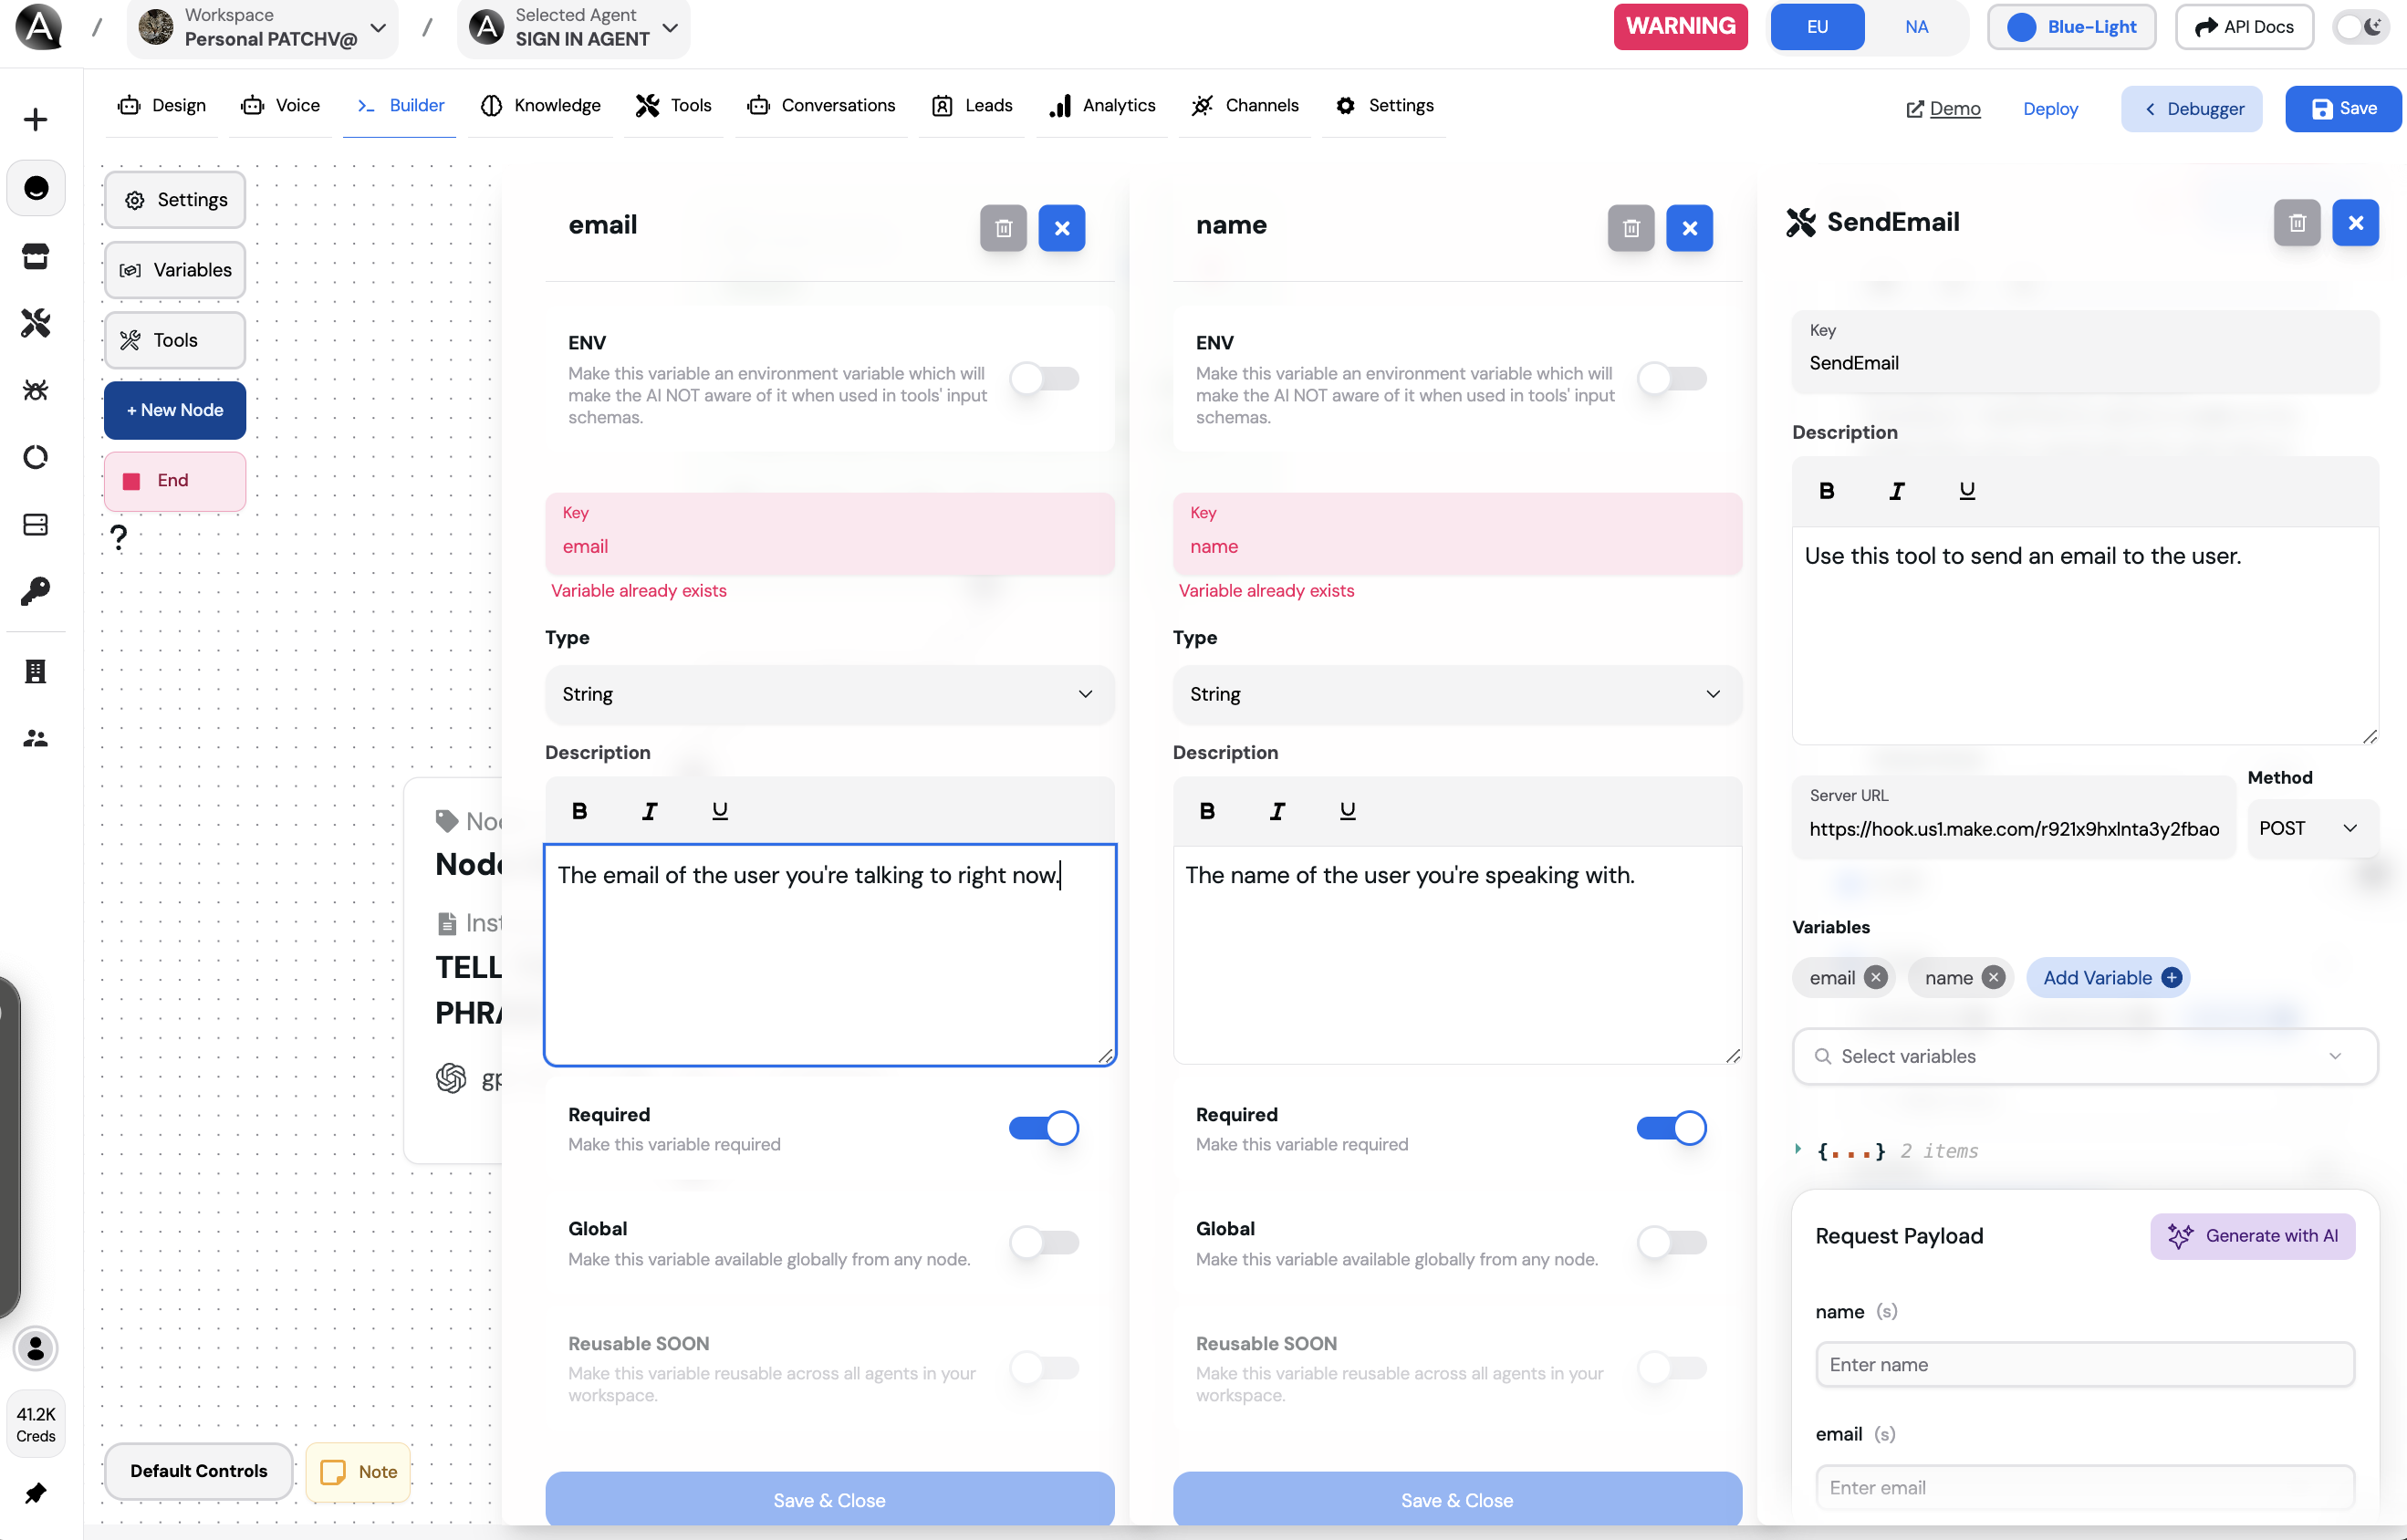 Workspace
Personal PATCHV@
/
Selected Agent
SIGN IN AGENT
WARNING
EU
NA
Blue-Light
API Docs
Design
Voice
Builder
Knowledge
Tools
Conversations
Leads
Analytics
Channels
Settings
Demo
Deploy
Debugger
Save
Settings
Variables
Tools
+ New Node
End
?
Node
TELL
PHRA
41.2K
Creds
Default Controls
Note
email
ENV
Make this variable an environment variable which will
make the AI NOT aware of it when used in tools' input
schemas.
Key
email
Variable already exists
Type
String
Description
B I U
The email of the user you're talking to right now.
Required
Make this variable required
Global
Make this variable available globally from any node.
Reusable SOON
Make this variable reusable across all agents in your
workspace.
Save & Close
name
ENV
Make this variable an environment variable which will
make the AI NOT aware of it when used in tools' input
schemas.
Key
name
Variable already exists
Type
String
Description
B I U
The name of the user you're speaking with.
Required
Make this variable required
Global
Make this variable available globally from any node.
Reusable SOON
Make this variable reusable across all agents in your
workspace.
Save & Close
SendEmail
Key
SendEmail
Description
B I U
Use this tool to send an email to the user.
Server URL
https://hook.us1.make.com/r921x9hxlnta3y2fbao
Method
POST
Variables
email
name
Add Variable
Select variables
{...} 2 items
Request Payload
Generate with AI
name (s)
Enter name
email (s)
Enter email